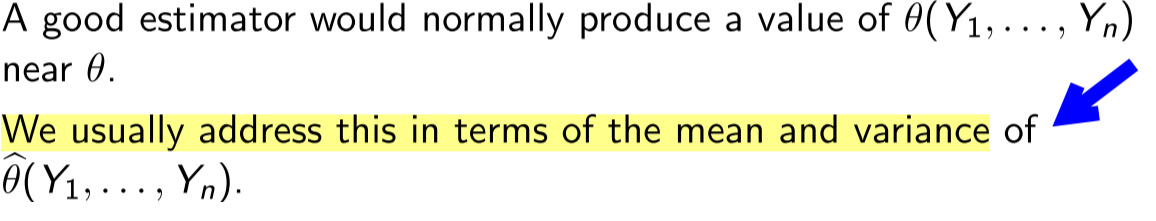 A good estimator would normally produce a value of θ(Y₁, . . . , Yₙ)
near θ.
We usually address this in terms of the mean and variance of
θ̂(Y₁, . . . , Yₙ).